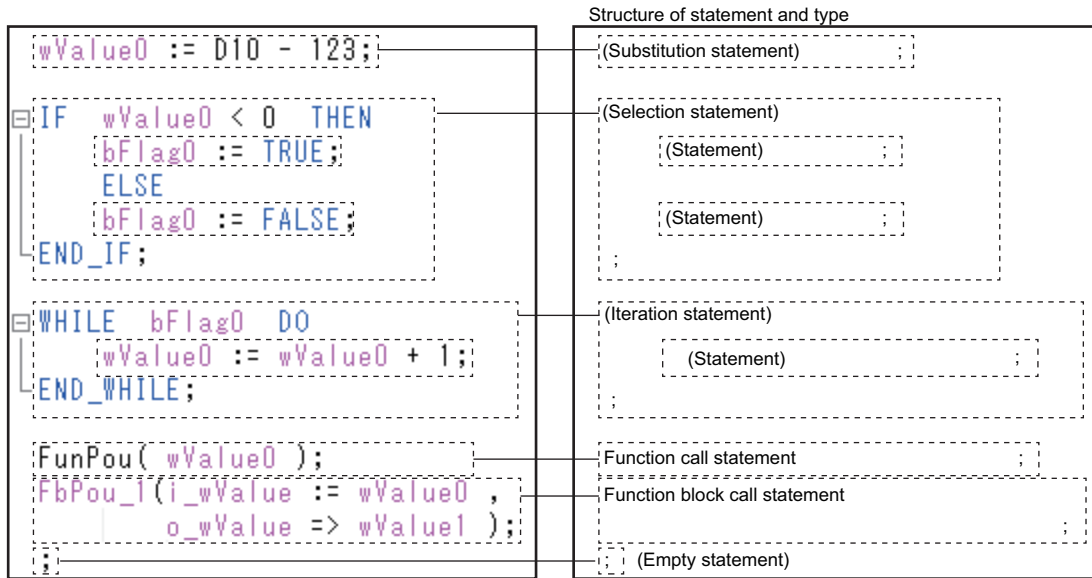 Structure of statement and type
wValue0 := D10 - 123;
(Substitution statement) ;
IF wValue0 < 0 THEN
(Selection statement)
bFlag0 := TRUE;
(Statement) ;
ELSE
bFlag0 := FALSE;
(Statement) ;
END_IF;
;
WHILE bFlag0 DO
(Iteration statement)
wValue0 := wValue0 + 1;
(Statement) ;
END_WHILE;
;
FunPou( wValue0 );
Function call statement ;
FbPou_1(i_wValue := wValue0 ,
Function block call statement
o_wValue => wValue1 );
;
;
; (Empty statement)